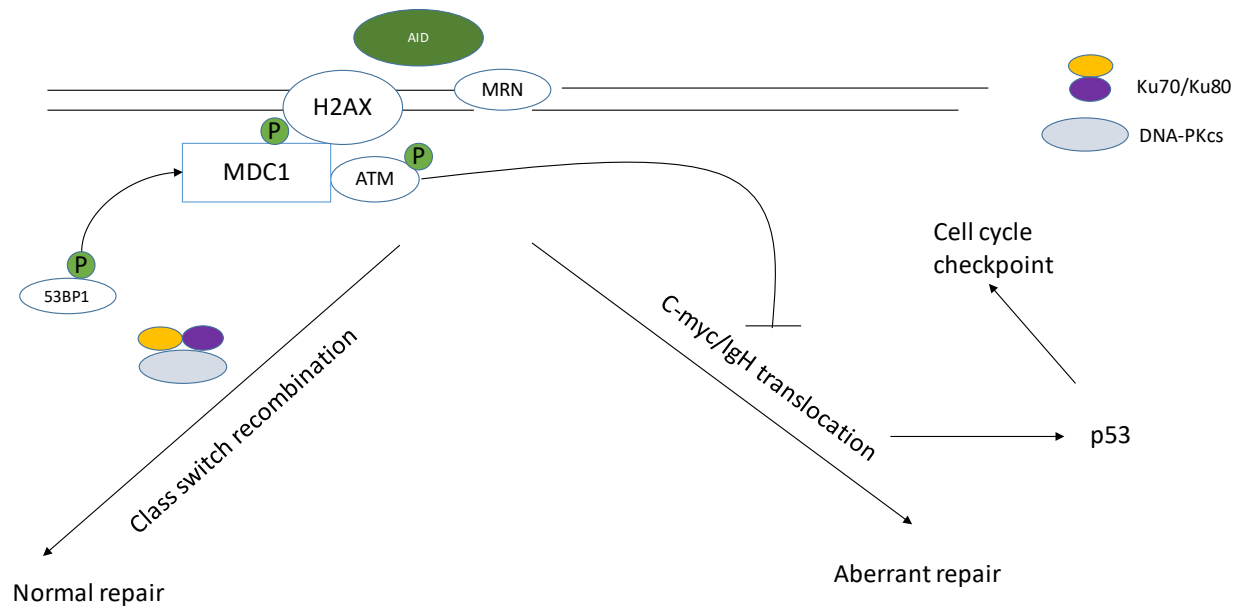 AID
MRN
H2AX
Ku70/Ku80
P
DNA-PKcs
P
MDC1
ATM
Cell cycle
checkpoint
P
53BP1
C-myc/IgH translocation
Class switch recombination
p53
Aberrant repair
Normal repair